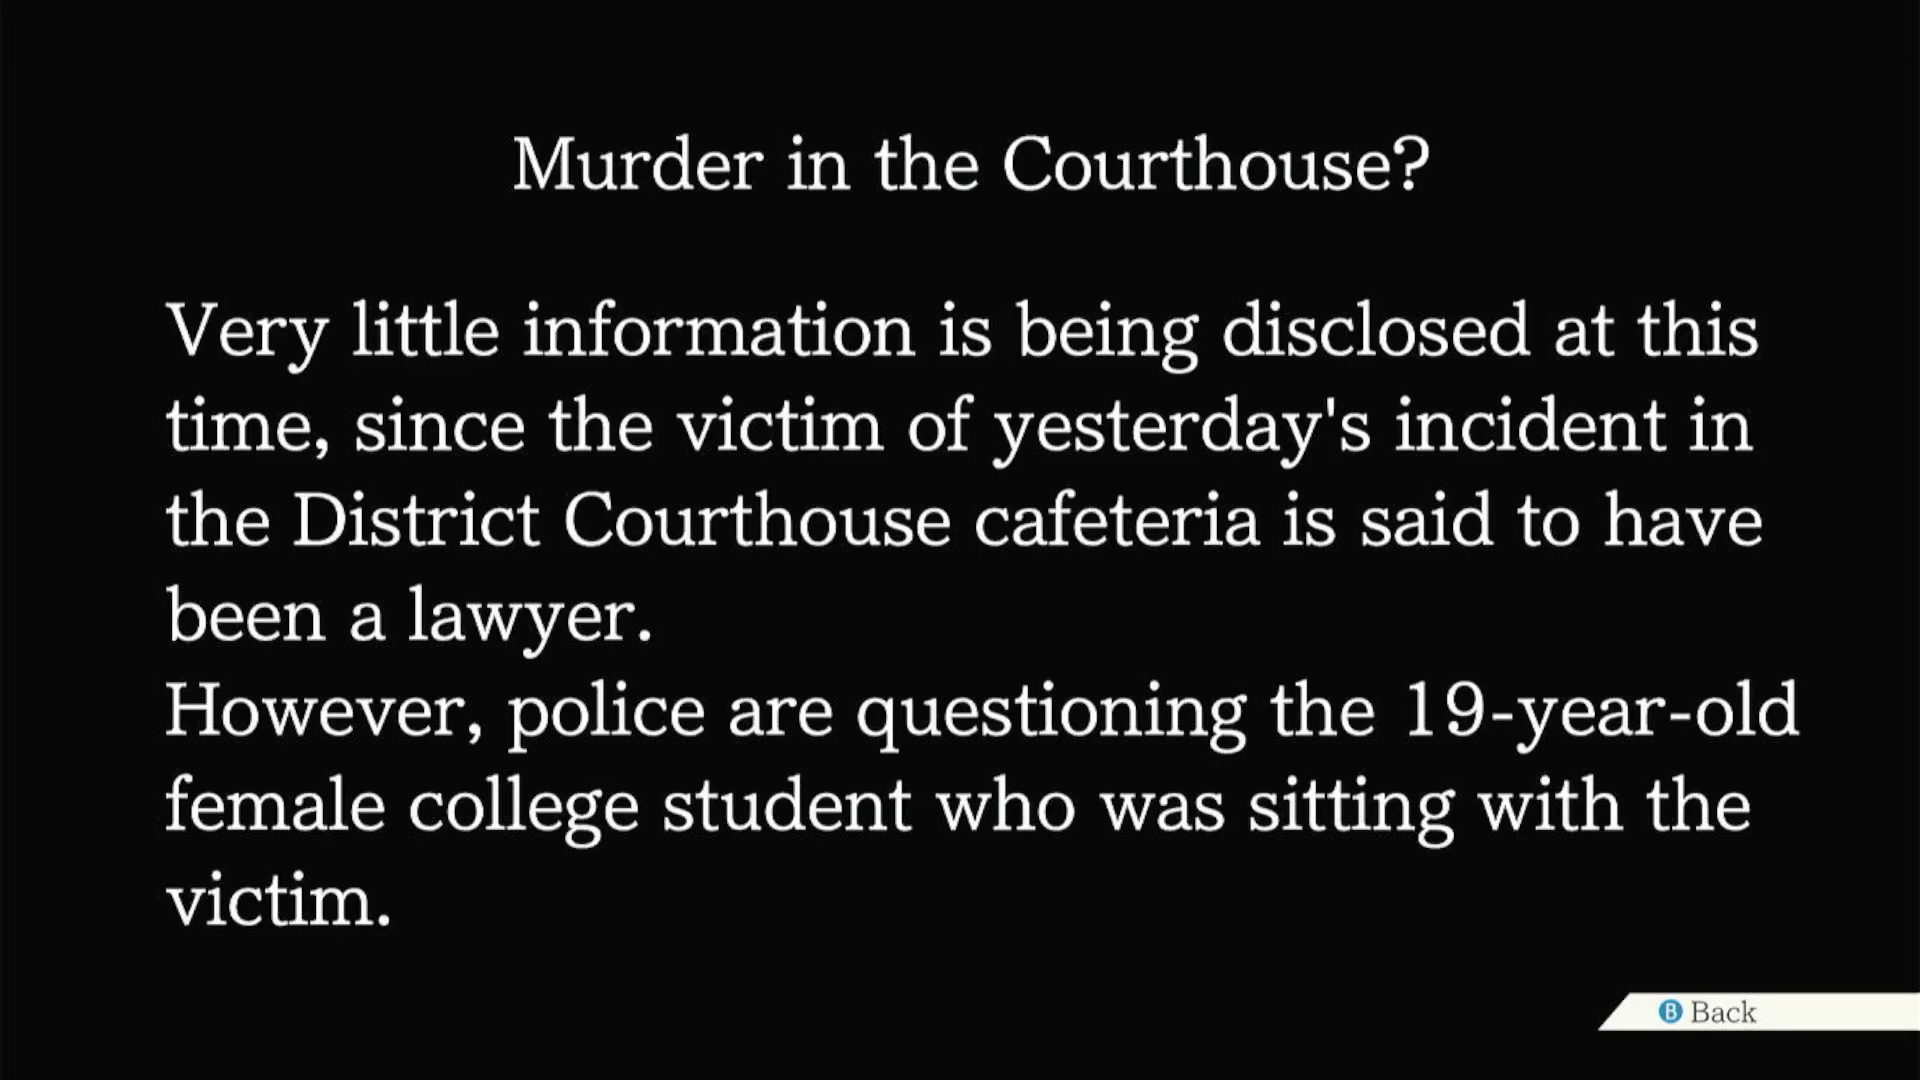 Murder in the Courthouse?
Very little information is being disclosed at this
time, since the victim of yesterday's incident in
the District Courthouse cafeteria is said to have
been a lawyer.
However, police are questioning the 19-year-old
female college student who was sitting with the
victim.
B Back